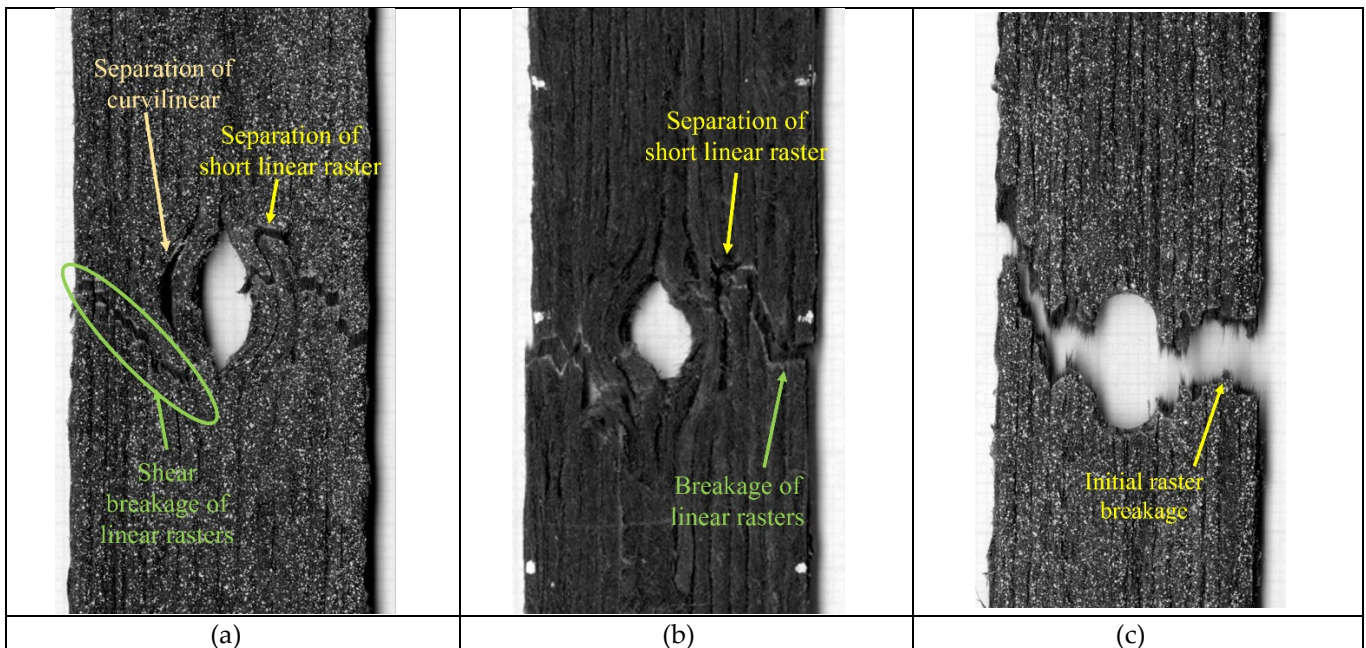 Separation of
curvilinear
Separation of
short linear raster
Shear
breakage of
linear rasters
(a)
Separation of
short linear raster
Breakage of
linear rasters
(b)
Initial raster
breakage
(c)